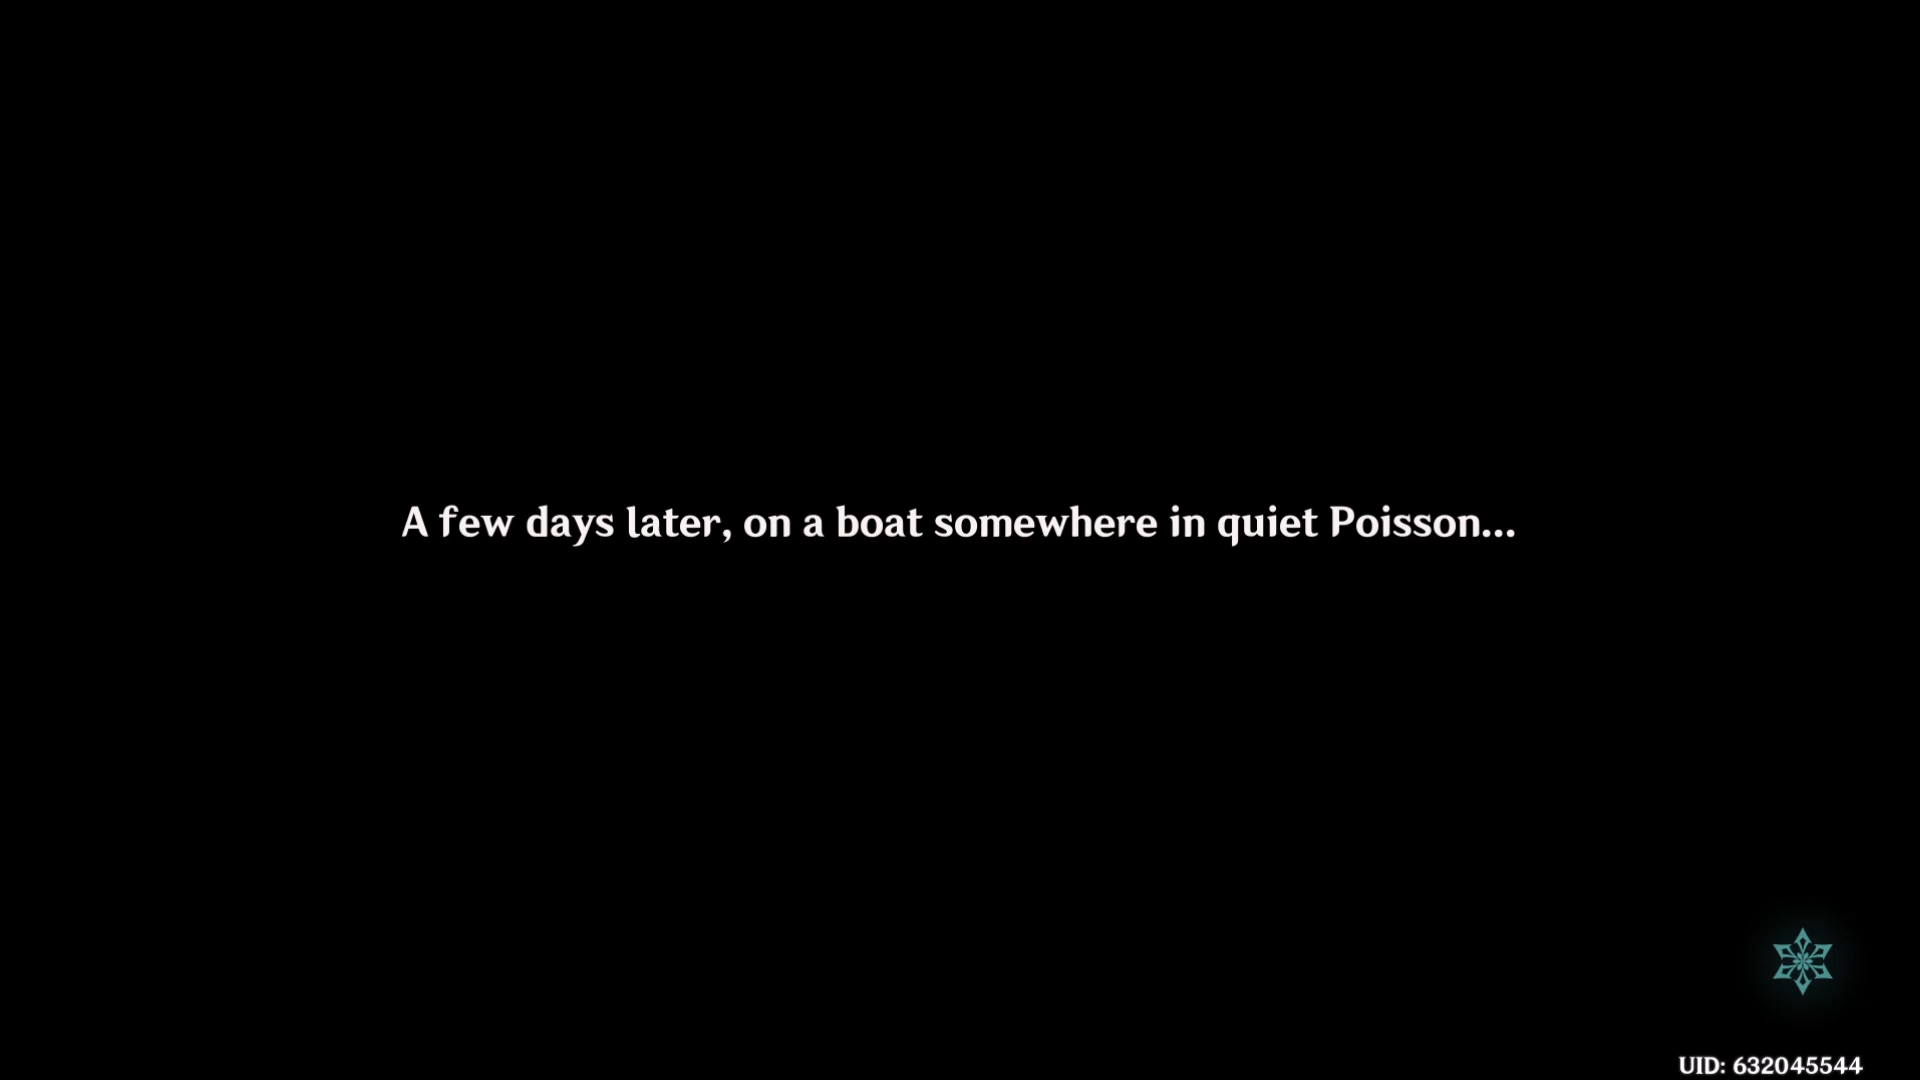 A few days later, on a boat somewhere in quiet Poisson...
UID: 632045544